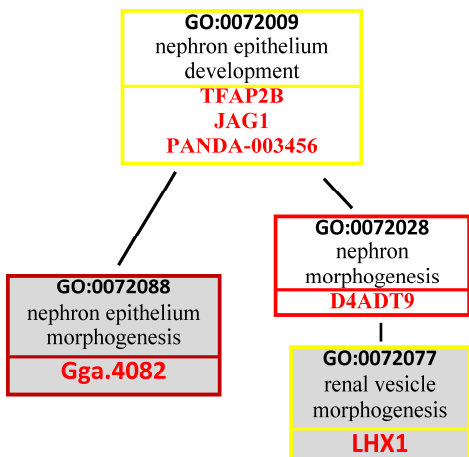 GO:0072009
nephron epithelium
development
TFAP2B
JAG1
PANDA-003456
GO:0072028
nephron
morphogenesis
D4ADT9
GO:0072088
nephron epithelium
morphogenesis
Gga.4082
GO:0072077
renal vesicle
morphogenesis
LHX1